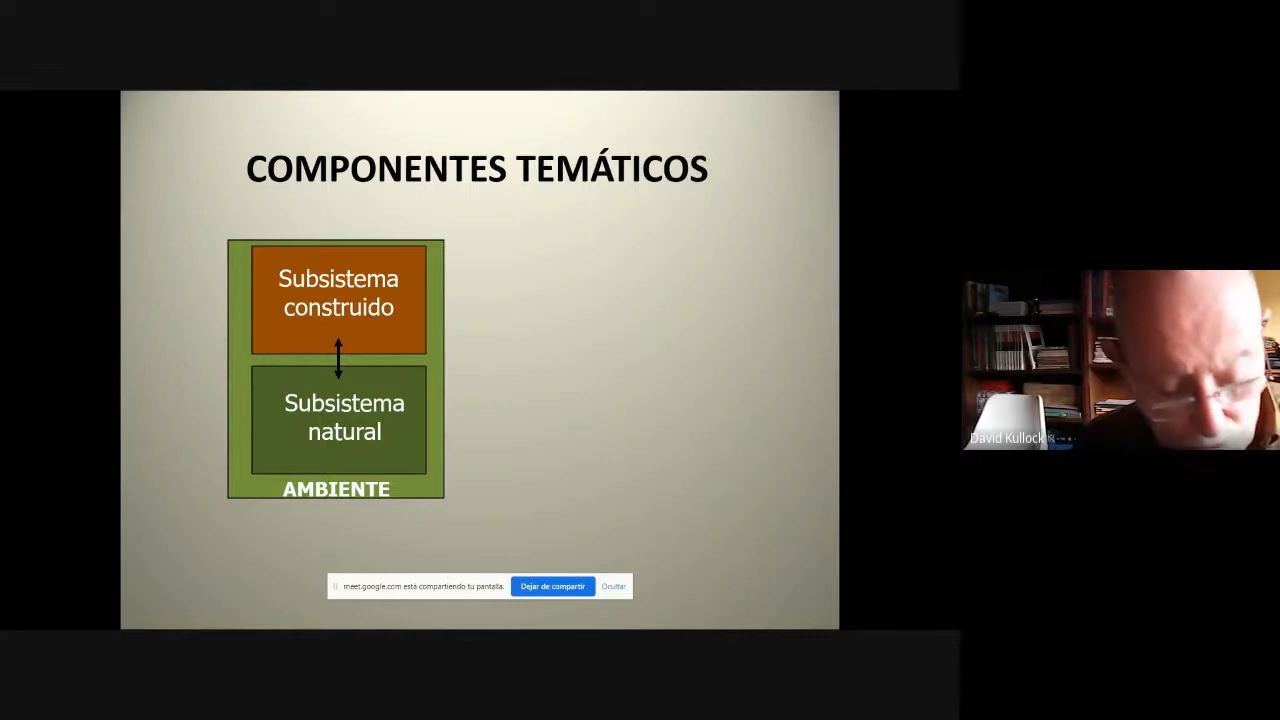 COMPONENTES TEMÁTICOS
Subsistema
construido
Subsistema
natural
AMBIENTE
meet.google.com está compartiendo tu pantalla. Dejar de compartir Ocultar
David Kullock